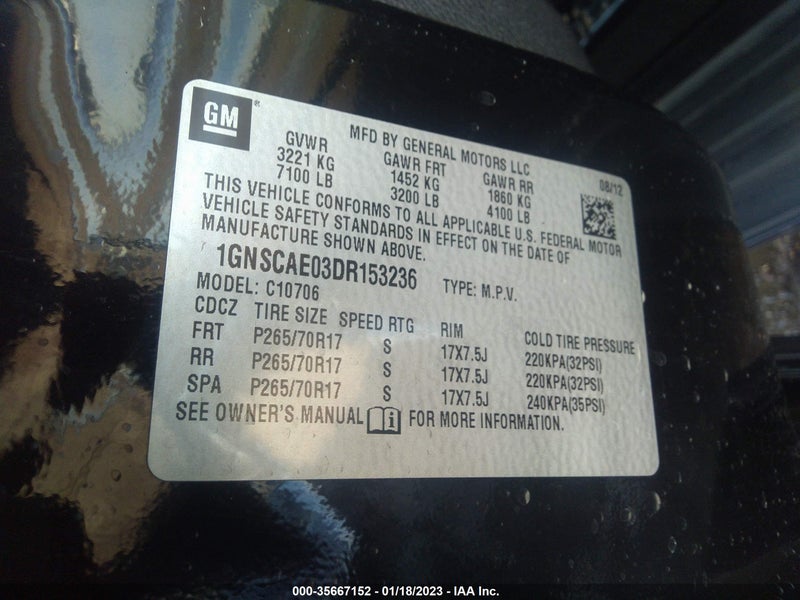 GM
MFD BY GENERAL MOTORS LLC
08/12
GVWR GAWR FRT GAWR RR
3221 KG 1452 KG 1860 KG
7100 LB 3200 LB 4100 LB
THIS VEHICLE CONFORMS TO ALL APPLICABLE U.S. FEDERAL MOTOR
VEHICLE SAFETY STANDARDS IN EFFECT ON THE DATE OF
MANUFACTURE SHOWN ABOVE.
1GNSCAE03DR153236 TYPE: M.P.V.
MODEL: C10706
CDCZ TIRE SIZE SPEED RTG RIM COLD TIRE PRESSURE
FRT P265/70R17 S 17X7.5J 220KPA(32PSI)
RR P265/70R17 S 17X7.5J 220KPA(32PSI)
SPA P265/70R17 S 17X7.5J 240KPA(35PSI)
SEE OWNER'S MANUAL FOR MORE INFORMATION.
000-35667152 - 01/18/2023 - IAA Inc.